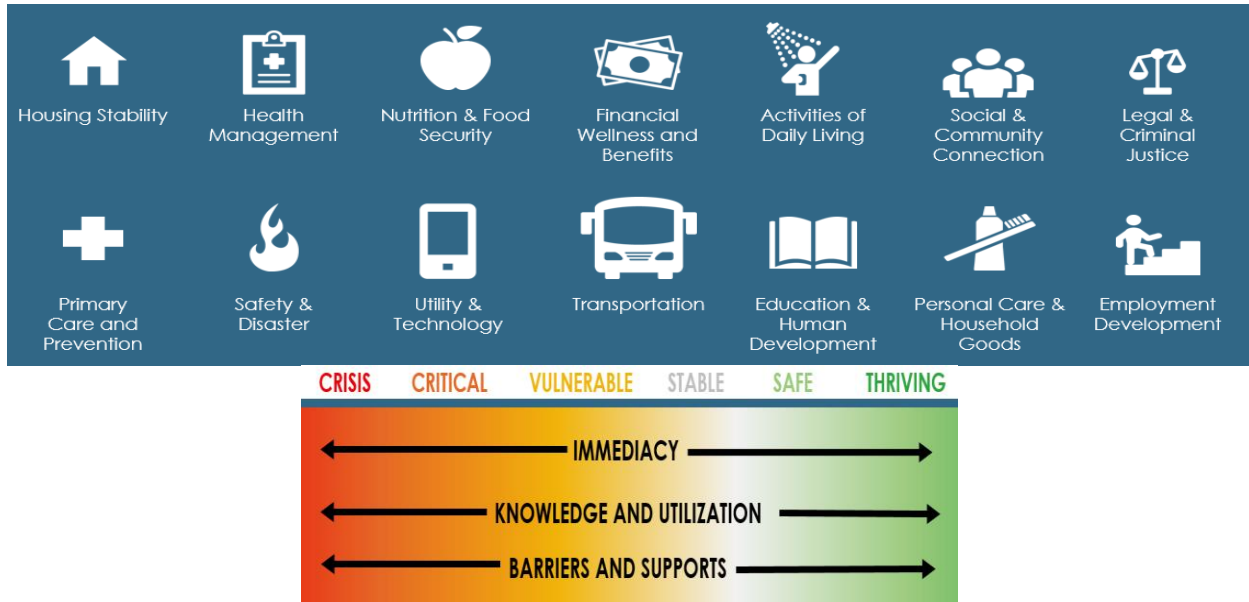 Housing Stability
Health
Management
Nutrition & Food
Security
Financial
Wellness and
Benefits
Activities of
Daily Living
Social &
Community
Connection
Legal &
Criminal
Justice
Primary
Care and
Prevention
Safety &
Disaster
Utility &
Technology
Transportation
Education &
Human
Development
Personal Care &
Household
Goods
Employment
Development
CRISIS CRITICAL VULNERABLE STABLE SAFE THRIVING
IMMEDIACY
KNOWLEDGE AND UTILIZATION
BARRIERS AND SUPPORTS